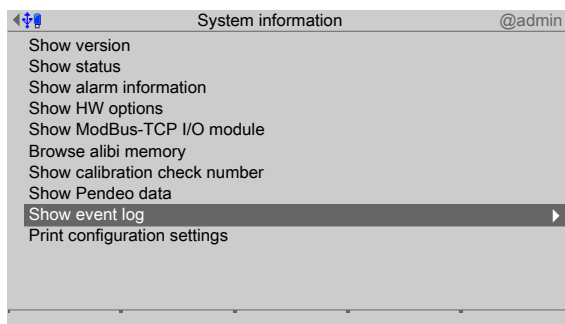 System information
@admin
Show version
Show status
Show alarm information
Show HW options
Show ModBus-TCP I/O module
Browse alibi memory
Show calibration check number
Show Pendeo data
Show event log
Print configuration settings